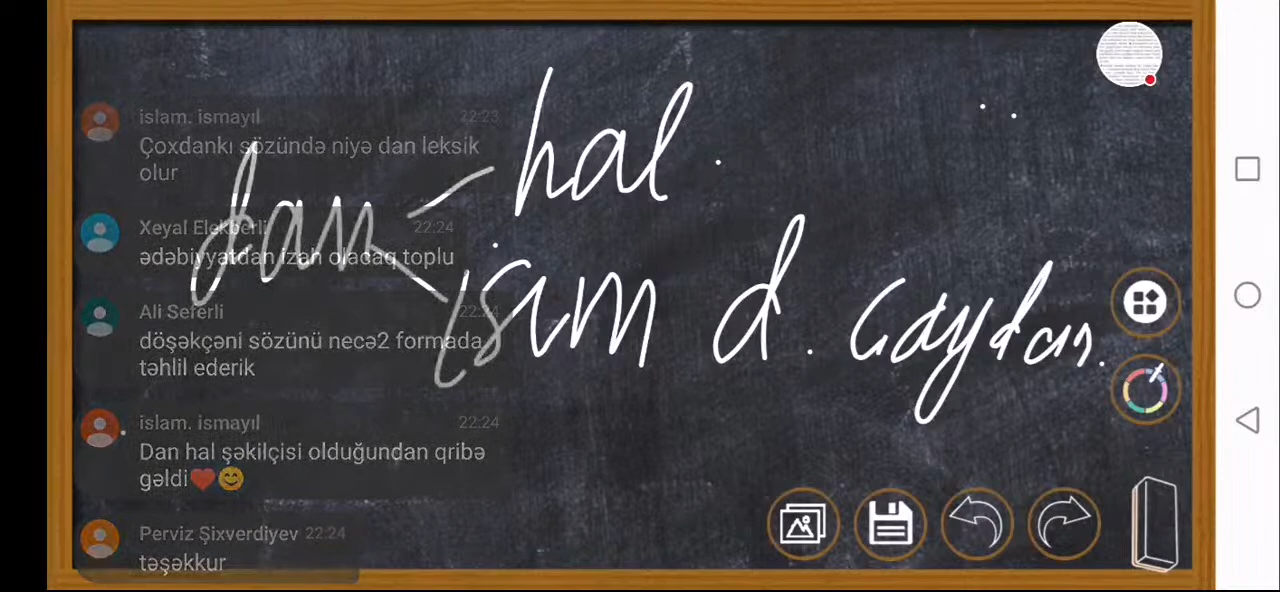 islam. ismayıl 22:23
Çoxdankı sözündə niyə dan leksik
olur
Xeyal Elekberli 22:24
ədəbiyyatdan izah olacaq toplu
Ali Seferli 22:24
döşəkçəni sözünü necə2 formada
təhlil ederik
islam. ismayıl 22:24
Dan hal şəkilçisi olduğundan qribə
gəldi❤️😊
Perviz Şixverdiyev 22:24
təşəkkur
hal
dan
isim d. çaydan.